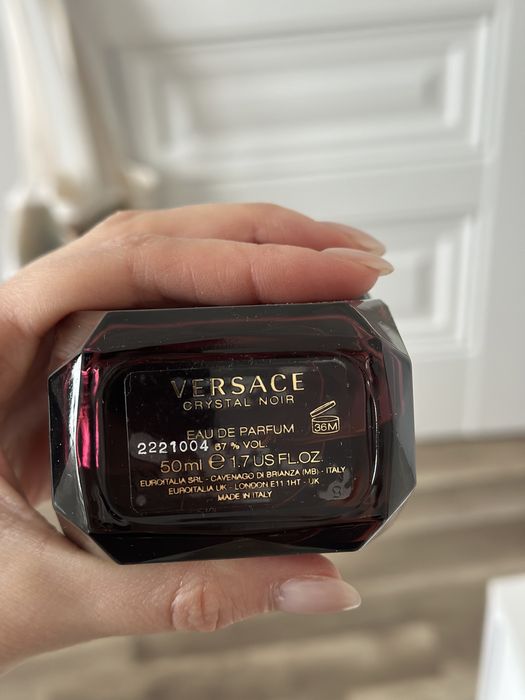 VERSACE
CRYSTAL NOIR
EAU DE PARFUM
36M
2221004 87 % VOL.
50ml ℮ 1.7 US FL.OZ.
EUROITALIA SRL - CAVENAGO DI BRIANZA (MB) - ITALY
EUROITALIA UK - LONDON E11 1HT - UK
MADE IN ITALY